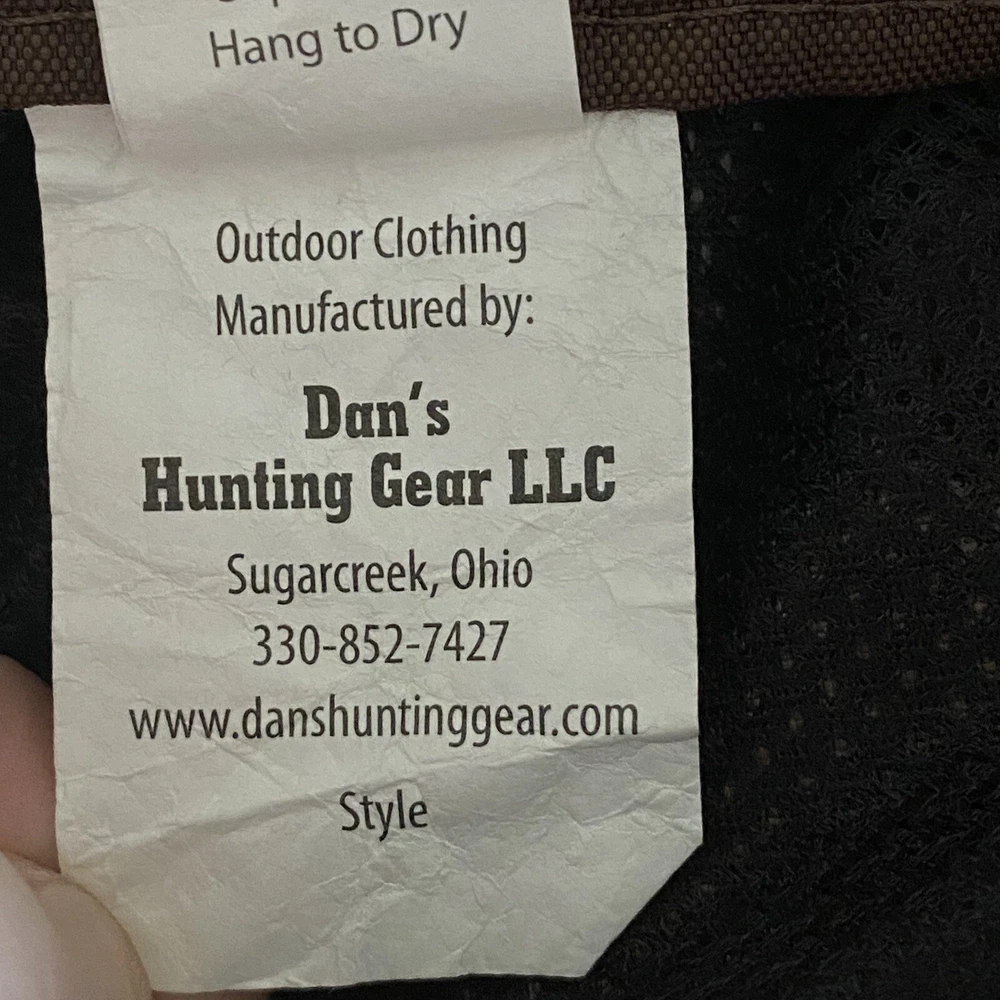 Hang to Dry
Outdoor Clothing
Manufactured by:
Dan's
Hunting Gear LLC
Sugarcreek, Ohio
330-852-7427
www.danshuntinggear.com
Style